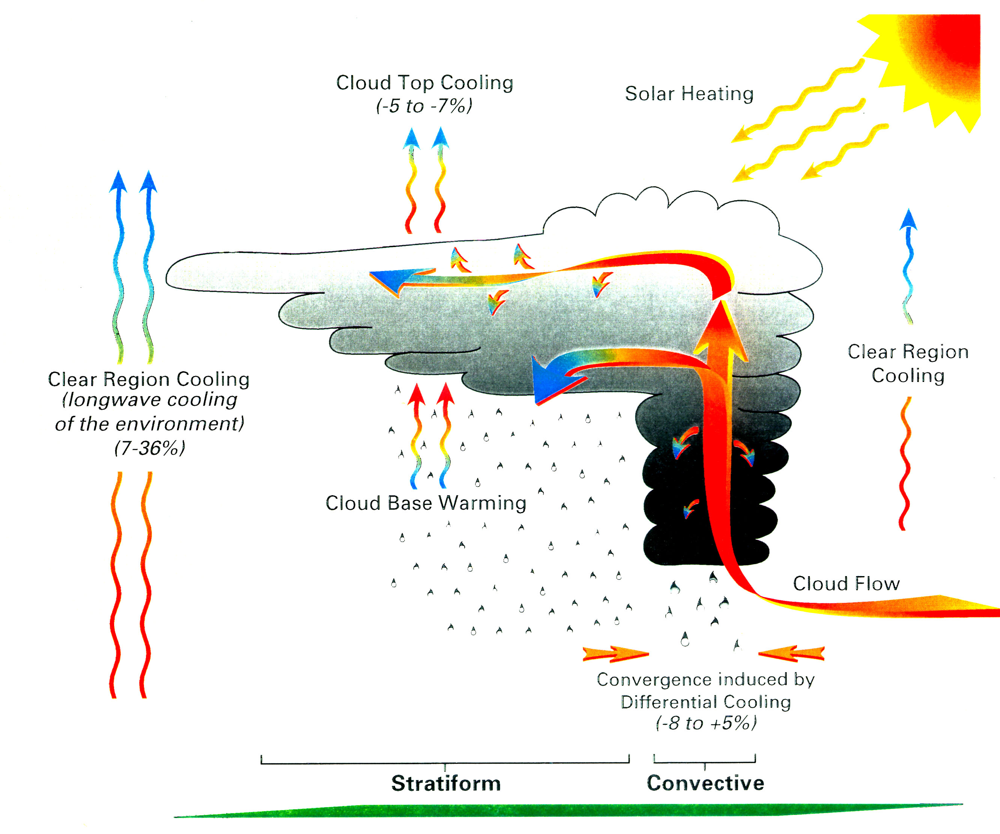 Cloud Top Cooling
(-5 to -7%)
Solar Heating
Clear Region Cooling
(longwave cooling
of the environment)
(7-36%)
Clear Region
Cooling
Cloud Base Warming
Cloud Flow
Convergence induced by
Differential Cooling
(-8 to +5%)
Stratiform
Convective